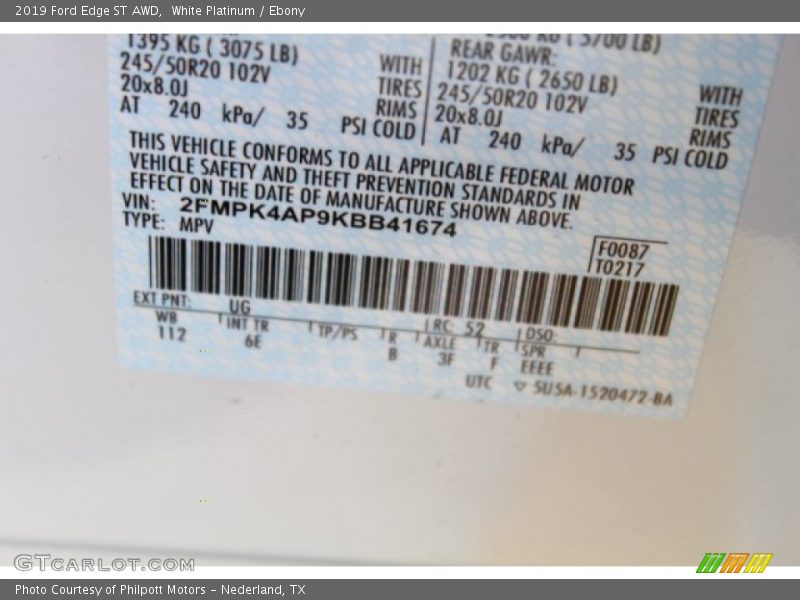 2019 Ford Edge ST AWD, White Platinum / Ebony
1395 KG ( 3075 LB)
245/50R20 102V
20x8.0J
AT 240 kPa/ 35 PSI COLD
WITH
TIRES
RIMS
REAR GAWR:
1202 KG ( 2650 LB)
245/50R20 102V
20x8.0J
AT 240 kPa/ 35 PSI COLD
WITH
TIRES
RIMS
THIS VEHICLE CONFORMS TO ALL APPLICABLE FEDERAL MOTOR
VEHICLE SAFETY AND THEFT PREVENTION STANDARDS IN
EFFECT ON THE DATE OF MANUFACTURE SHOWN ABOVE.
VIN: 2FMPK4AP9KBB41674
TYPE: MPV
F0087
T0217
EXT PNT: UG RC: 52 DSO:
WB INT TR TP/PS R AXLE TR SPR
112 6E B 3F F EEEE
UTC ▽ 5U5A-1520472-BA
GTCarLot.com
Photo Courtesy of Philpott Motors - Nederland, TX